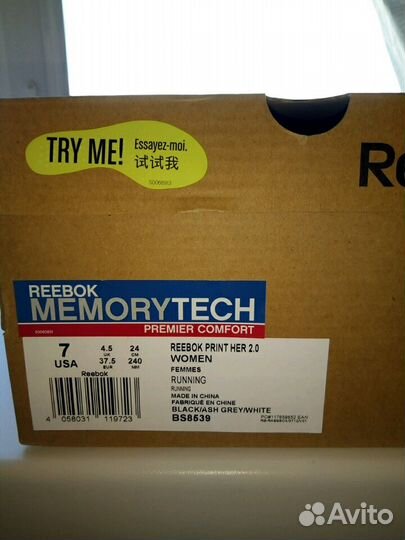 TRY ME!
Essayez-moi.
试试我
Re
REEBOK
MEMORYTECH
PREMIER COMFORT
7
USA
4.5
UK
37.5
EUR
24
CM
240
MM
Reebok
4 058031 119723
REEBOK PRINT HER 2.0
WOMEN
FEMMES
RUNNING
RUNNING
MADE IN CHINA
FABRIQUÉ EN CHINE
BLACK/ASH GREY/WHITE
BS8539
Avito